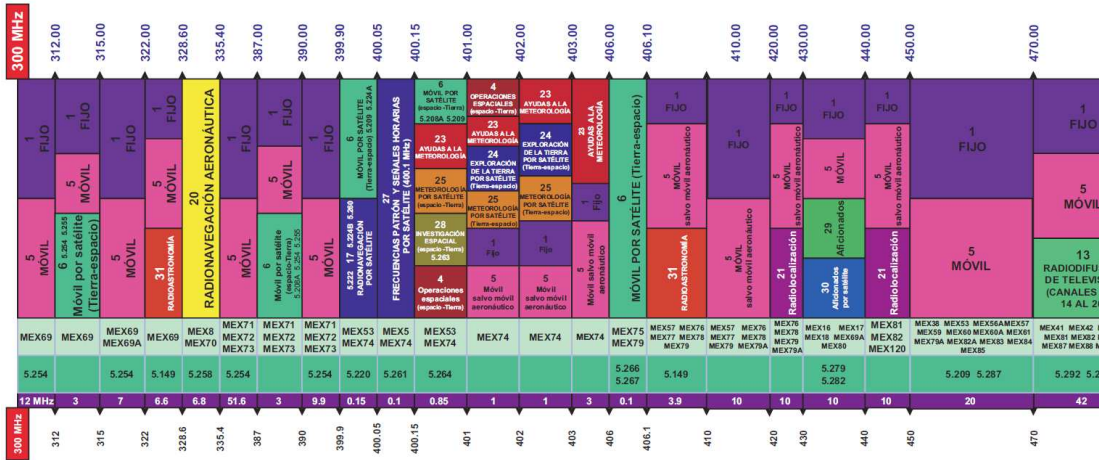 300 MHz
312.00
315.00
322.00
328.60
335.40
387.00
390.00
399.90
400.05
400.15
401.00
402.00
403.00
406.00
406.10
410.00
420.00
430.00
440.00
450.00
470.00
1
FIJO
5
MÓVIL
1
FIJO
5
MÓVIL
6 5.254 5.255
Móvil por satélite
(Tierra-espacio)
1
FIJO
5
MÓVIL
1
FIJO
5
MÓVIL
31
RADIOASTRONOMÍA
20
RADIONAVEGACIÓN AERONÁUTICA
1
FIJO
5
MÓVIL
1
FIJO
5
MÓVIL
6
Móvil por satélite
(espacio-Tierra)
5.208A 5.254 5.255
1
FIJO
5
MÓVIL
6 5.209 5.224A
MÓVIL POR SATÉLITE
(Tierra-espacio)
5.222 17 5.224B 5.260
RADIONAVEGACIÓN
POR SATÉLITE
27
FRECUENCIAS PATRÓN Y SEÑALES HORARIAS
POR SATÉLITE (400.1 MHz)
6
MÓVIL POR
SATÉLITE
(espacio-Tierra)
5.208A 5.209
23
AYUDAS A LA
METEOROLOGÍA
25
METEOROLOGÍA
POR SATÉLITE
(espacio-Tierra)
28
INVESTIGACIÓN
ESPACIAL
(espacio-Tierra)
5.263
4
Operaciones
espaciales
(espacio-Tierra)
4
OPERACIONES
ESPACIALES
(espacio-Tierra)
23
AYUDAS A LA
METEOROLOGÍA
24
EXPLORACIÓN
DE LA TIERRA
POR SATÉLITE
(Tierra-espacio)
25
METEOROLOGÍA
POR SATÉLITE
(Tierra-espacio)
1
Fijo
5
Móvil
salvo móvil
aeronáutico
23
AYUDAS A LA
METEOROLOGÍA
24
EXPLORACIÓN
DE LA TIERRA
POR SATÉLITE
(Tierra-espacio)
25
METEOROLOGÍA
POR SATÉLITE
(Tierra-espacio)
1
Fijo
5
Móvil
salvo móvil
aeronáutico
23
AYUDAS A LA
METEOROLOGÍA
1
Fijo
5
Móvil salvo móvil
aeronáutico
6
MÓVIL POR SATÉLITE (Tierra-espacio)
1
FIJO
5
MÓVIL
salvo móvil aeronáutico
31
RADIOASTRONOMÍA
1
FIJO
5
MÓVIL
salvo móvil aeronáutico
1
FIJO
5
MÓVIL
salvo móvil aeronáutico
21
Radiolocalización
1
FIJO
5
MÓVIL
29
Aficionados
30
Aficionados
por satélite
1
FIJO
5
MÓVIL
salvo móvil aeronáutico
21
Radiolocalización
1
FIJO
5
MÓVIL
1
FIJO
5
MÓVIL
13
RADIODIFU
DE TELEVIS
(CANALES
14 AL 2
MEX69
MEX69
MEX69
MEX69A
MEX69
MEX8
MEX70
MEX71
MEX72
MEX73
MEX71
MEX72
MEX73
MEX71
MEX72
MEX73
MEX53
MEX74
MEX5
MEX74
MEX53
MEX74
MEX74
MEX74
MEX74
MEX75
MEX79
MEX57 MEX76
MEX77 MEX78
MEX79
MEX57 MEX76
MEX77 MEX78
MEX79 MEX79A
MEX76
MEX78
MEX79
MEX79A
MEX16 MEX17
MEX18 MEX69A
MEX80
MEX81
MEX82
MEX120
MEX38 MEX53 MEX56A MEX57
MEX59 MEX60 MEX60A MEX61
MEX79A MEX82A MEX83 MEX84
MEX85
MEX41 MEX42
MEX81 MEX82
MEX87 MEX88
5.254
5.254
5.149
5.258
5.254
5.254
5.220
5.261
5.264
5.266
5.267
5.149
5.279
5.282
5.209 5.287
5.292
12 MHz
3
7
6.6
6.8
51.6
3
9.9
0.15
0.1
0.85
1
1
3
0.1
3.9
10
10
10
10
20
42
300 MHz
312
315
322
328.6
335.4
387
390
399.9
400.05
400.15
401
402
403
406
406.1
410
420
430
440
450
470